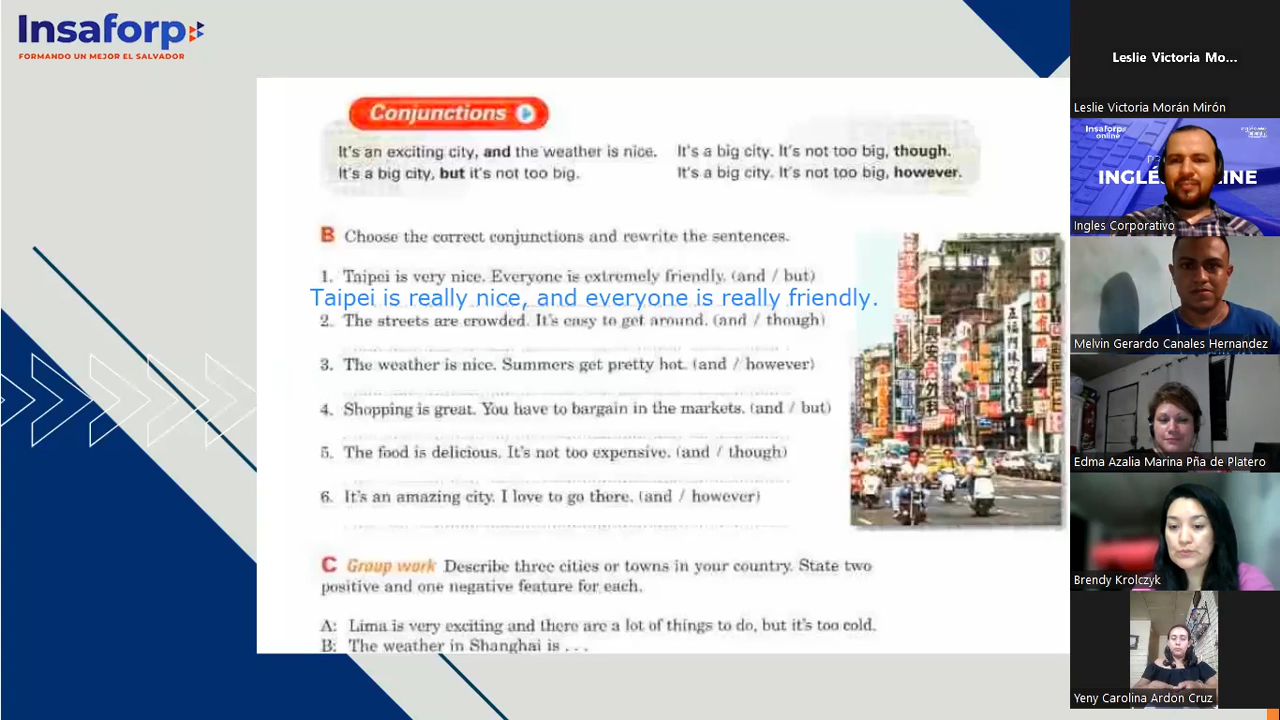 Insaforp
FORMANDO UN MEJOR EL SALVADOR
Conjunctions
It's an exciting city, and the weather is nice.
It's a big city, but it's not too big.
It's a big city. It's not too big, though.
It's a big city. It's not too big, however.
B Choose the correct conjunctions and rewrite the sentences.
1. Taipei is very nice. Everyone is extremely friendly. (and / but)
Taipei is really nice, and everyone is really friendly.
2. The streets are crowded. It's easy to get around. (and / though)
3. The weather is nice. Summers get pretty hot. (and / however)
4. Shopping is great. You have to bargain in the markets. (and / but)
5. The food is delicious. It's not too expensive. (and / though)
6. It's an amazing city. I love to go there. (and / however)
C Group work Describe three cities or towns in your country. State two
positive and one negative feature for each.
A: Lima is very exciting and there are a lot of things to do, but it's too cold.
B: The weather in Shanghai is . . .
Leslie Victoria Mo...
Leslie Victoria Morán Mirón
Insaforp
online
INGLÉS ONLINE
Ingles Corporativo
Melvin Gerardo Canales Hernandez
Edma Azalia Marina Pña de Platero
Brendy Krolczyk
Yeny Carolina Ardon Cruz